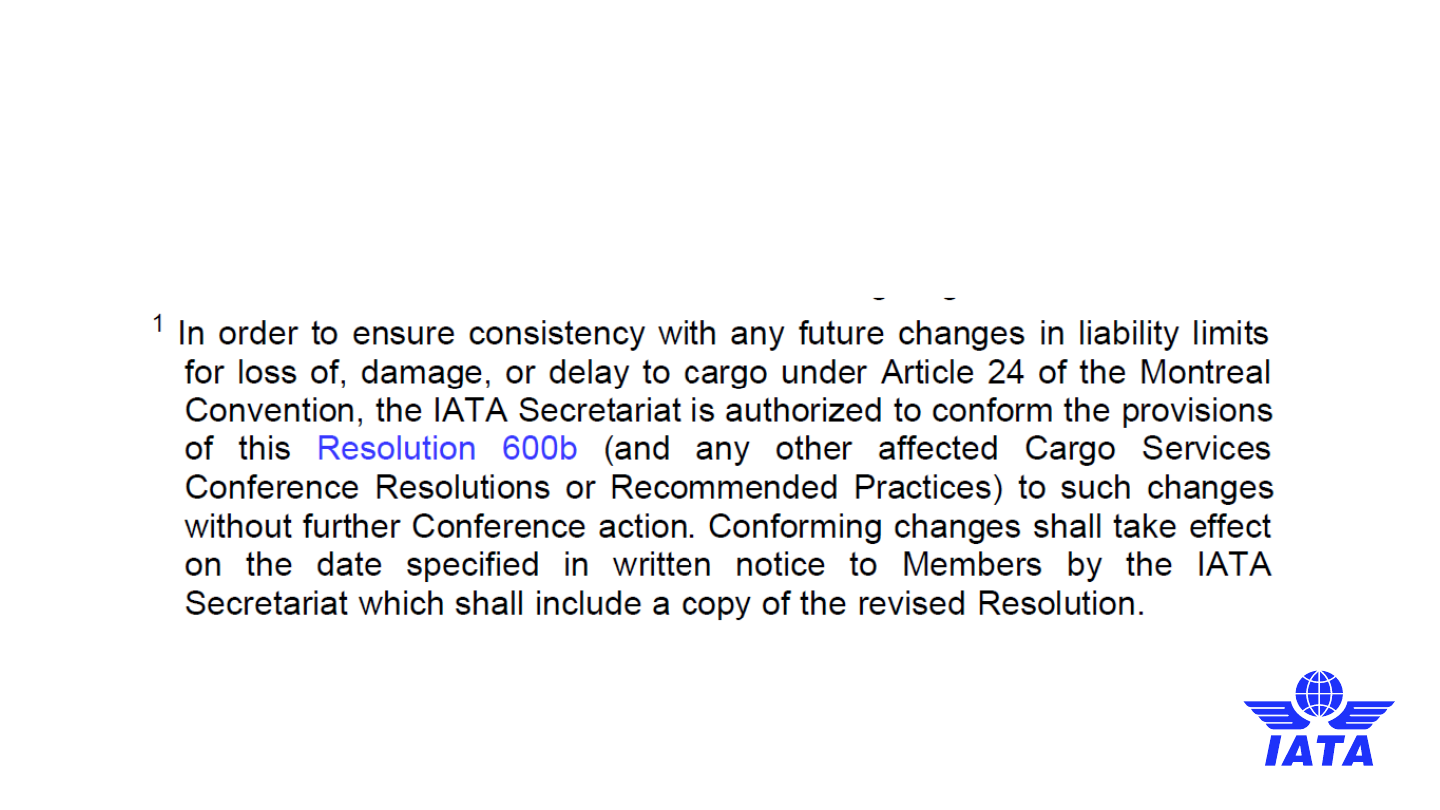 1 In order to ensure consistency with any future changes in liability limits
for loss of, damage, or delay to cargo under Article 24 of the Montreal
Convention, the IATA Secretariat is authorized to conform the provisions
of this Resolution 600b (and any other affected Cargo Services
Conference Resolutions or Recommended Practices) to such changes
without further Conference action. Conforming changes shall take effect
on the date specified in written notice to Members by the IATA
Secretariat which shall include a copy of the revised Resolution.
IATA